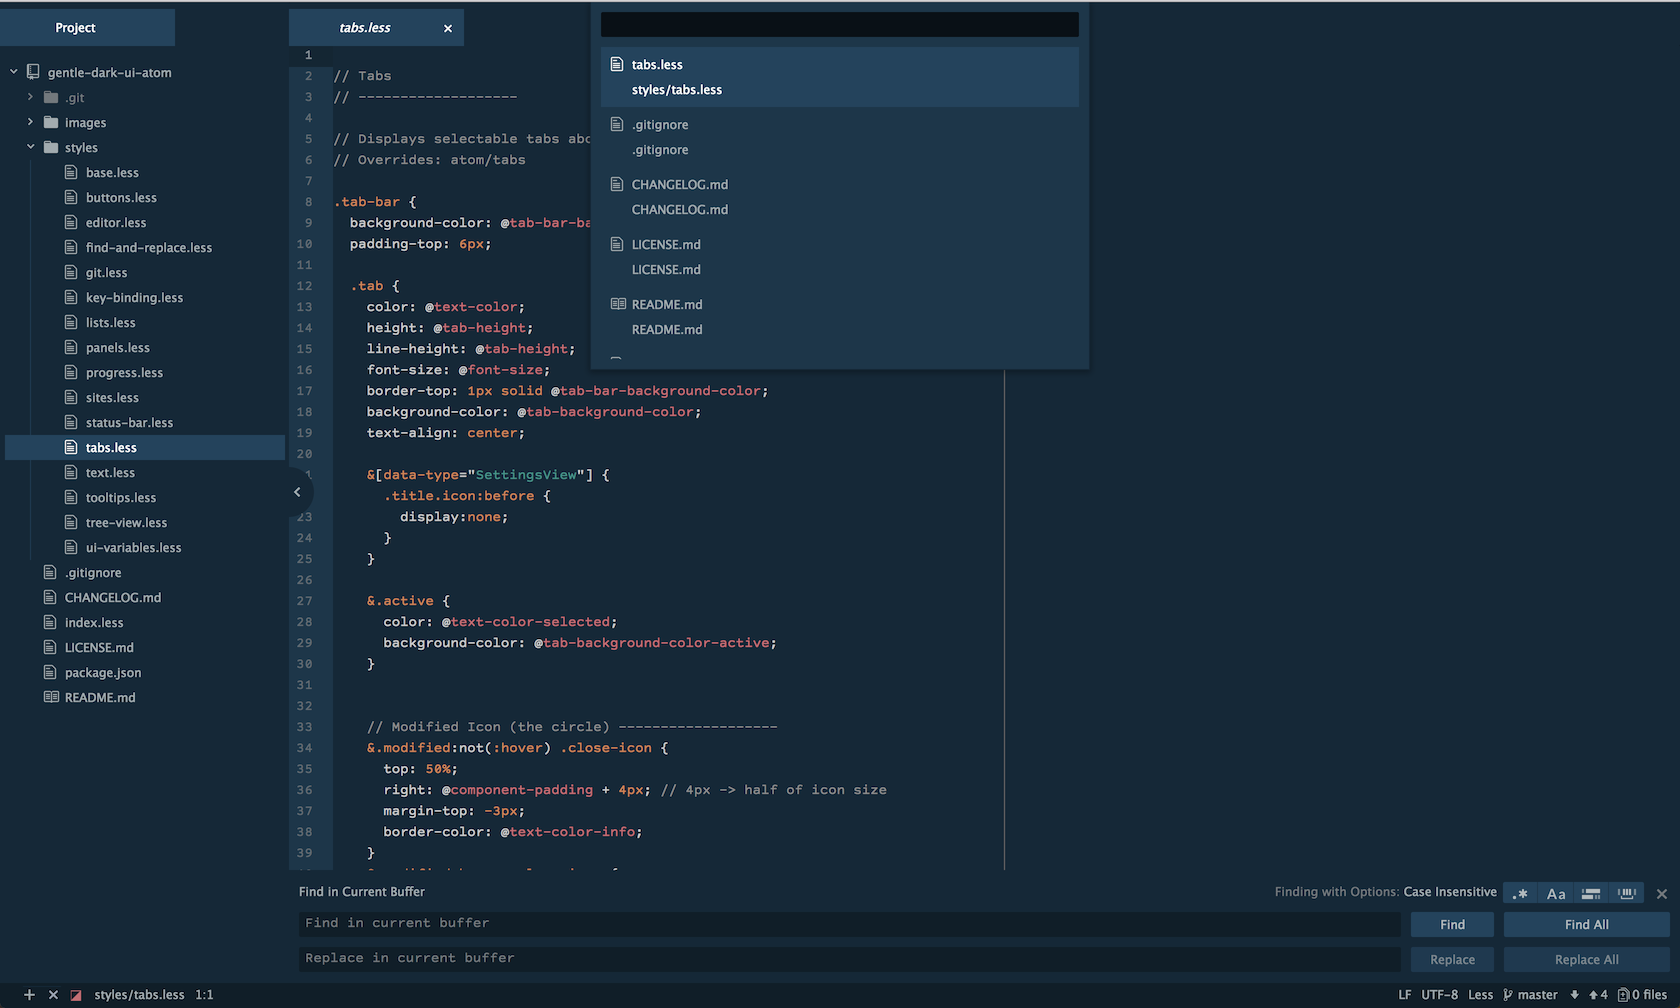 Project
gentle-dark-ui-atom
.git
images
styles
base.less
buttons.less
editor.less
find-and-replace.less
git.less
key-binding.less
lists.less
panels.less
progress.less
sites.less
status-bar.less
tabs.less
text.less
tooltips.less
tree-view.less
ui-variables.less
.gitignore
CHANGELOG.md
index.less
LICENSE.md
package.json
README.md
tabs.less
1
2 // Tabs
3 // -------------------
4
5 // Displays selectable tabs abo
6 // Overrides: atom/tabs
7
8 .tab-bar {
9 background-color: @tab-bar-ba
10 padding-top: 6px;
11
12 .tab {
13 color: @text-color;
14 height: @tab-height;
15 line-height: @tab-height;
16 font-size: @font-size;
17 border-top: 1px solid @tab-bar-background-color;
18 background-color: @tab-background-color;
19 text-align: center;
20
1 &[data-type="SettingsView"] {
.title.icon:before {
23 display:none;
24 }
25 }
26
27 &.active {
28 color: @text-color-selected;
29 background-color: @tab-background-color-active;
30 }
31
32
33 // Modified Icon (the circle) -------------------
34 &.modified:not(:hover) .close-icon {
35 top: 50%;
36 right: @component-padding + 4px; // 4px -> half of icon size
37 margin-top: -3px;
38 border-color: @text-color-info;
39 }
tabs.less
styles/tabs.less
.gitignore
.gitignore
CHANGELOG.md
CHANGELOG.md
LICENSE.md
LICENSE.md
README.md
README.md
Find in Current Buffer
Finding with Options: Case Insensitive
.* Aa
Find in current buffer
Find
Find All
Replace in current buffer
Replace
Replace All
styles/tabs.less 1:1
LF UTF-8 Less master 4 0 files